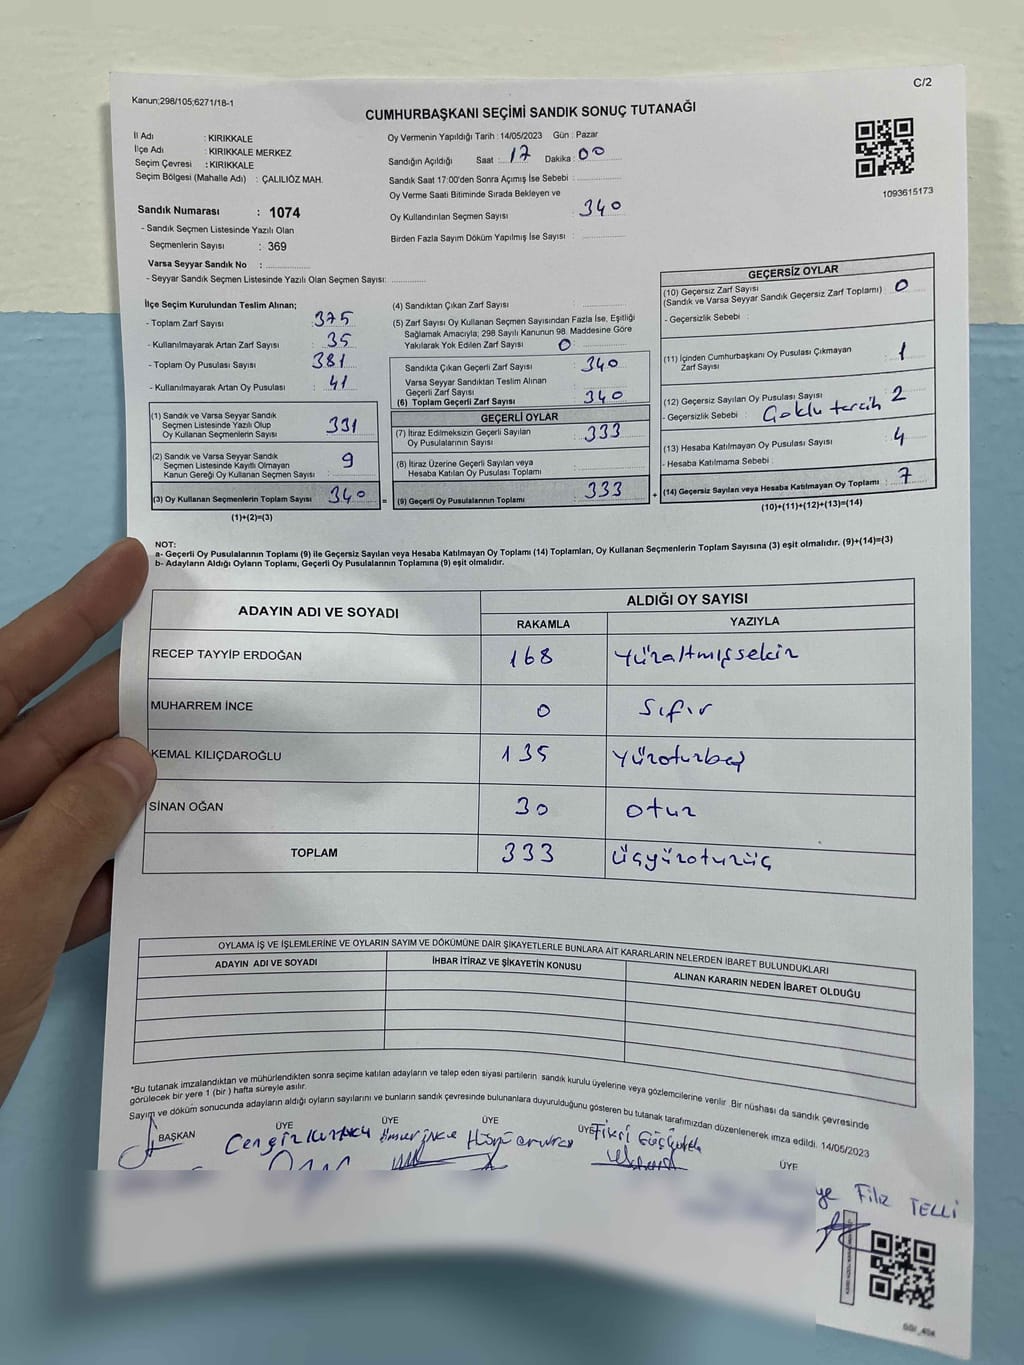 C/2
Kanun;298/105;6271/18-1
CUMHURBAŞKANI SEÇİMİ SANDIK SONUÇ TUTANAĞI
İl Adı : KIRIKKALE
İlçe Adı : KIRIKKALE MERKEZ
Seçim Çevresi : KIRIKKALE
Seçim Bölgesi (Mahalle Adı) : ÇALILIÖZ MAH.
Sandık Numarası : 1074
- Sandık Seçmen Listesinde Yazılı Olan
Seçmenlerin Sayısı : 369
Varsa Seyyar Sandık No :
- Seyyar Sandık Seçmen Listesinde Yazılı Olan Seçmen Sayısı:
Oy Vermenin Yapıldığı Tarih : 14/05/2023 Gün : Pazar
Sandığın Açıldığı Saat : 17 Dakika : 00
Sandık Saat 17:00'den Sonra Açımış İse Sebebi :
Oy Verme Saati Bitiminde Sırada Bekleyen ve
Oy Kullandırılan Seçmen Sayısı : 340
Birden Fazla Sayım Döküm Yapılmış İse Sayısı :
1093615173
İlçe Seçim Kurulundan Teslim Alınan;
- Toplam Zarf Sayısı : 375
- Kullanılmayarak Artan Zarf Sayısı : 35
- Toplam Oy Pusulası Sayısı : 381
- Kullanılmayarak Artan Oy Pusulası : 41
(1) Sandık ve Varsa Seyyar Sandık
Seçmen Listesinde Yazılı Olup
Oy Kullanan Seçmenlerin Sayısı : 331
(2) Sandık ve Varsa Seyyar Sandık
Seçmen Listesinde Kayıtlı Olmayan
Kanun Gereği Oy Kullanan Seçmen Sayısı : 9
(3) Oy Kullanan Seçmenlerin Toplam Sayısı : 340 =
(1)+(2)=(3)
(4) Sandıktan Çıkan Zarf Sayısı :
(5) Zarf Sayısı Oy Kullanan Seçmen Sayısından Fazla İse, Eşitliği
Sağlamak Amacıyla; 298 Sayılı Kanunun 98. Maddesine Göre
Yakılarak Yok Edilen Zarf Sayısı : 0
Sandıkta Çıkan Geçerli Zarf Sayısı : 340
Varsa Seyyar Sandıktan Teslim Alınan
Geçerli Zarf Sayısı :
(6) Toplam Geçerli Zarf Sayısı : 340
GEÇERLİ OYLAR
(7) İtiraz Edilmeksizin Geçerli Sayılan
Oy Pusulalarının Sayısı : 333
(8) İtiraz Üzerine Geçerli Sayılan veya
Hesaba Katılan Oy Pusulası Toplamı :
(9) Geçerli Oy Pusulalarının Toplamı : 333 +
GEÇERSİZ OYLAR
(10) Geçersiz Zarf Sayısı
(Sandık ve Varsa Seyyar Sandık Geçersiz Zarf Toplamı) : 0
- Geçersizlik Sebebi :
(11) İçinden Cumhurbaşkanı Oy Pusulası Çıkmayan
Zarf Sayısı : 1
(12) Geçersiz Sayılan Oy Pusulası Sayısı : 2
- Geçersizlik Sebebi : Çoklu tercih
(13) Hesaba Katılmayan Oy Pusulası Sayısı : 4
- Hesaba Katılmama Sebebi :
(14) Geçersiz Sayılan veya Hesaba Katılmayan Oy Toplamı : 7
(10)+(11)+(12)+(13)=(14)
NOT:
a- Geçerli Oy Pusulalarının Toplamı (9) ile Geçersiz Sayılan veya Hesaba Katılmayan Oy Toplamı (14) Toplamları, Oy Kullanan Seçmenlerin Toplam Sayısına (3) eşit olmalıdır. (9)+(14)=(3)
b- Adayların Aldığı Oyların Toplamı, Geçerli Oy Pusulalarının Toplamına (9) eşit olmalıdır.
ADAYIN ADI VE SOYADI ALDIĞI OY SAYISI
RAKAMLA YAZIYLA
RECEP TAYYİP ERDOĞAN 168 Yüzaltmışsekiz
MUHARREM İNCE 0 Sıfır
KEMAL KILIÇDAROĞLU 135 Yüzotuzbeş
SİNAN OĞAN 30 Otuz
TOPLAM 333 Üçyüzotuzüç
OYLAMA İŞ VE İŞLEMLERİNE VE OYLARIN SAYIM VE DÖKÜMÜNE DAİR ŞİKAYETLERLE BUNLARA AİT KARARLARIN NELERDEN İBARET BULUNDUKLARI
ADAYIN ADI VE SOYADI İHBAR İTİRAZ VE ŞİKAYETİN KONUSU ALINAN KARARIN NEDEN İBARET OLDUĞU
*Bu tutanak imzalandıktan ve mühürlendikten sonra seçime katılan adayların ve talep eden siyasi partilerin sandık kurulu üyelerine veya gözlemcilerine verilir. Bir nüshası da sandık çevresinde
görülecek bir yere 1 (bir ) hafta süreyle asılır.
Sayım ve döküm sonucunda adayların aldığı oyların sayılarını ve bunların sandık çevresinde bulunanlara duyurulduğunu gösteren bu tutanak tarafımızdan düzenlenerek imza edildi. 14/05/2023
BAŞKAN ÜYE ÜYE ÜYE ÜYE ÜYE
Cengiz Ömer ince Fikri
Filiz TELLİ